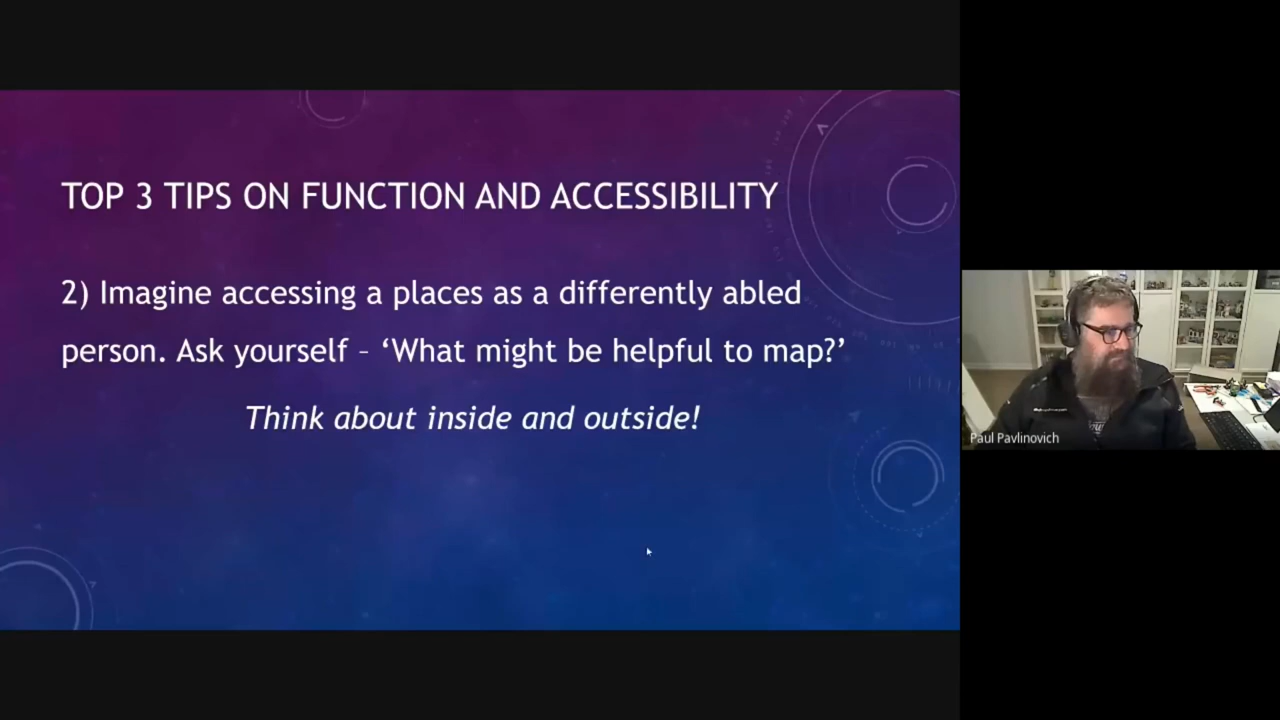 TOP 3 TIPS ON FUNCTION AND ACCESSIBILITY
2) Imagine accessing a places as a differently abled
person. Ask yourself – ‘What might be helpful to map?’
Think about inside and outside!
Paul Pavlinovich